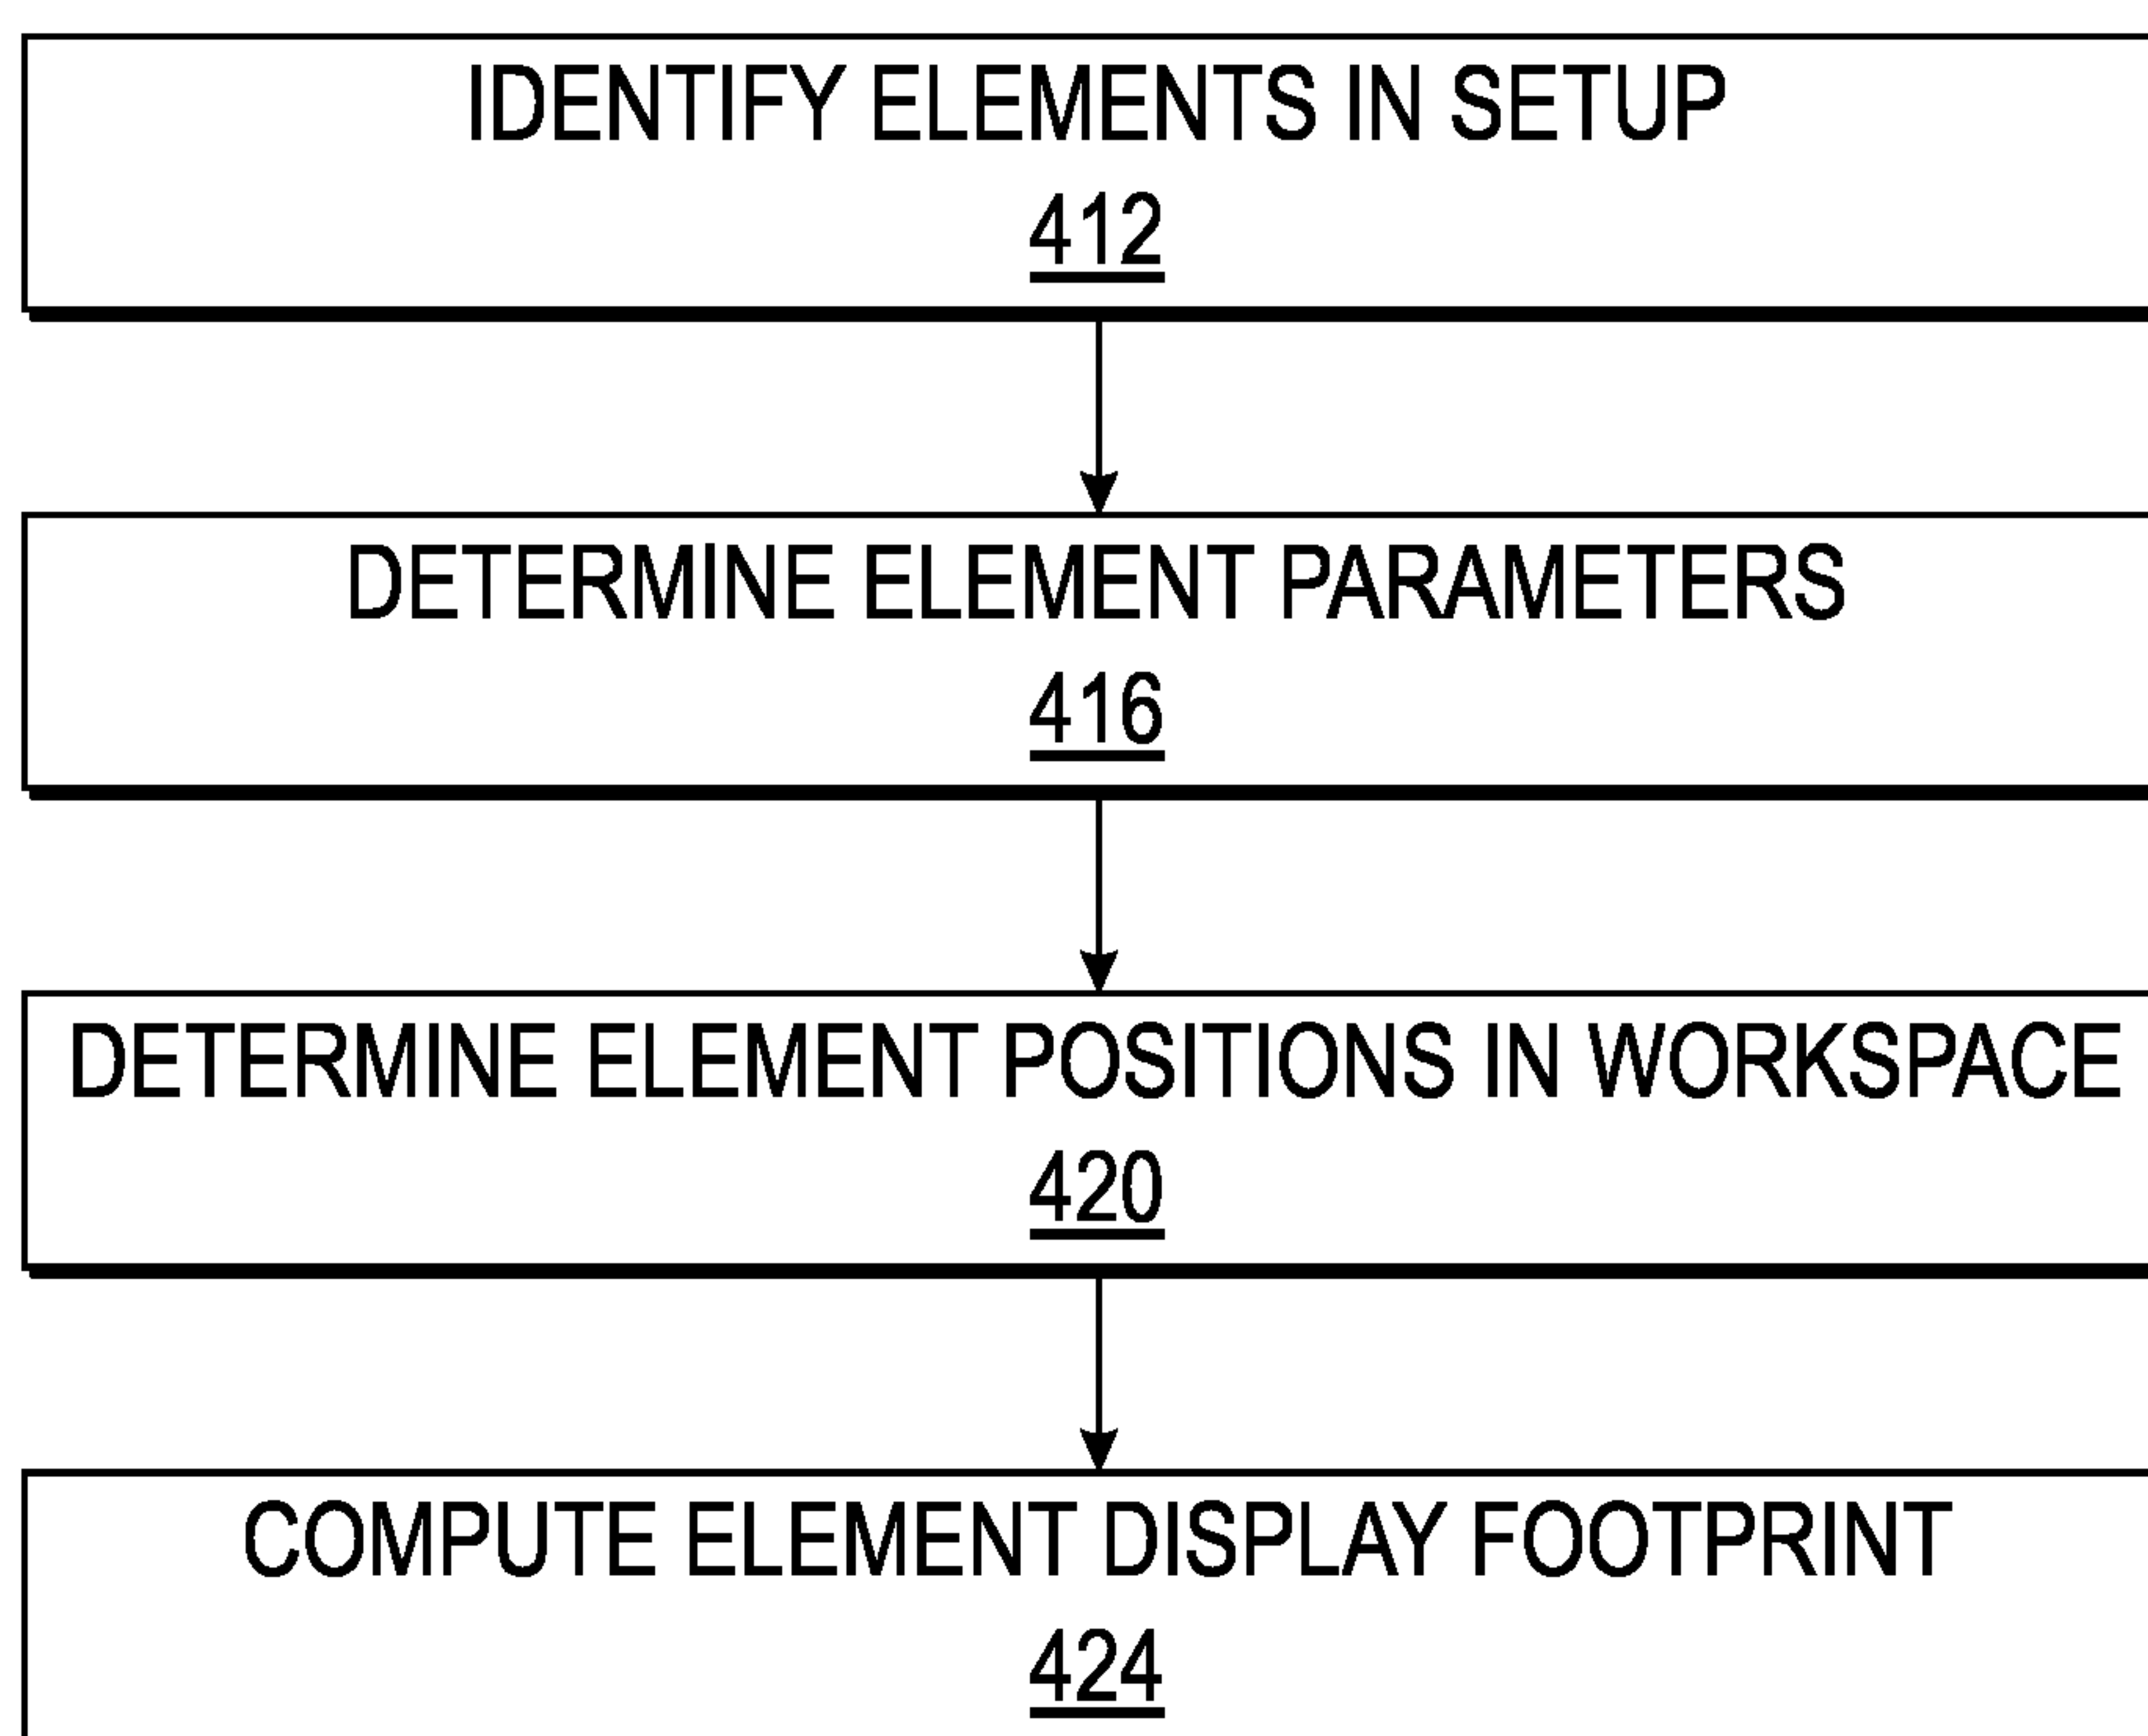 IDENTIFY ELEMENTS IN SETUP
412
DETERMINE ELEMENT PARAMETERS
416
DETERMINE ELEMENT POSITIONS IN WORKSPACE
420
COMPUTE ELEMENT DISPLAY FOOTPRINT
424